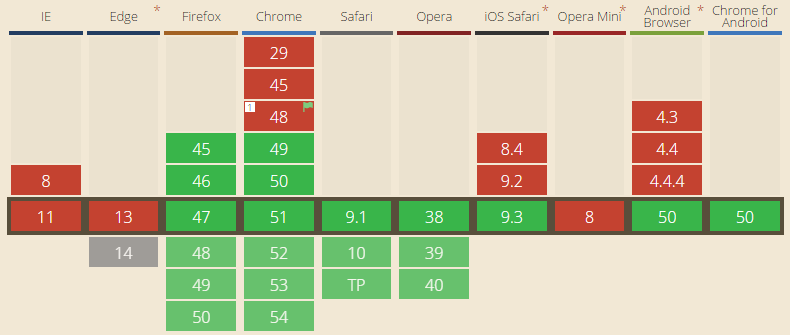 IE Edge * Firefox Chrome Safari Opera iOS Safari * Opera Mini * Android Browser * Chrome for Android
29
45
1 48 4.3
45 49 8.4 4.4
8 46 50 9.2 4.4.4
11 13 47 51 9.1 38 9.3 8 50 50
14 48 52 10 39
49 53 TP 40
50 54